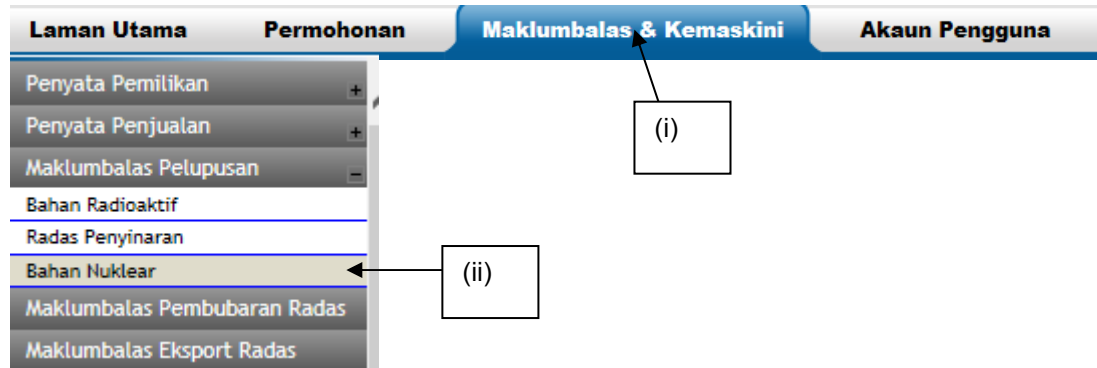 Laman Utama Permohonan Maklumbalas & Kemaskini Akaun Pengguna
Penyata Pemilikan +
Penyata Penjualan +
Maklumbalas Pelupusan -
Bahan Radioaktif
Radas Penyinaran
Bahan Nuklear
Maklumbalas Pembubaran Radas
Maklumbalas Eksport Radas
(i)
(ii)